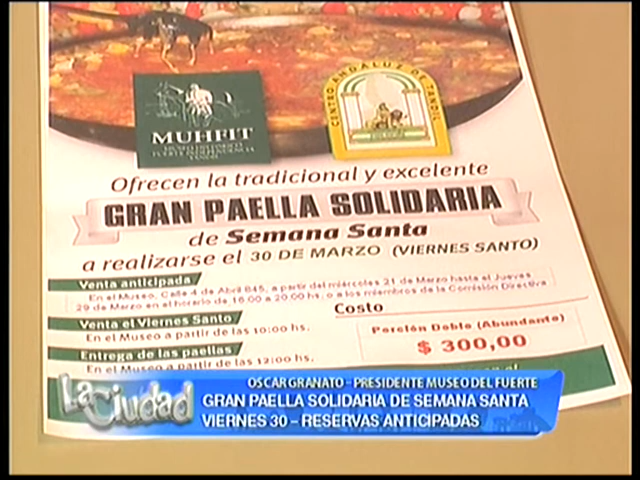 MUHFIT
MUSEO HISTORICO
FUERTE INDEPENDENCIA
TANDIL
CENTRO ANDALUZ DE TANDIL
Ofrecen la tradicional y excelente
GRAN PAELLA SOLIDARIA
de Semana Santa
a realizarse el 30 DE MARZO (VIERNES SANTO)
Venta anticipada
En el Museo, Calle 4 de Abril 845, a partir del miércoles 21 de Marzo hasta el Jueves
29 de Marzo en el horario de 16:00 a 20:00 hs. o a los miembros de la Comisión Directiva
Venta el Viernes Santo
En el Museo a partir de las 10:00 hs.
Entrega de las paellas
En el Museo a partir de las 12:00 hs.
Costo
Porción Doble (Abundante)
$ 300,00
La Ciudad
OSCAR GRANATO - PRESIDENTE MUSEO DEL FUERTE
GRAN PAELLA SOLIDARIA DE SEMANA SANTA
VIERNES 30 - RESERVAS ANTICIPADAS